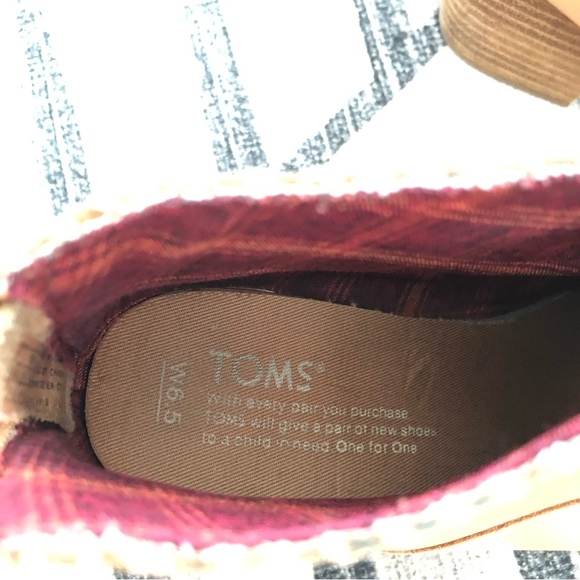 W6.5
TOMS®
With every pair you purchase
TOMS will give a pair of new shoes
to a child in need. One for One